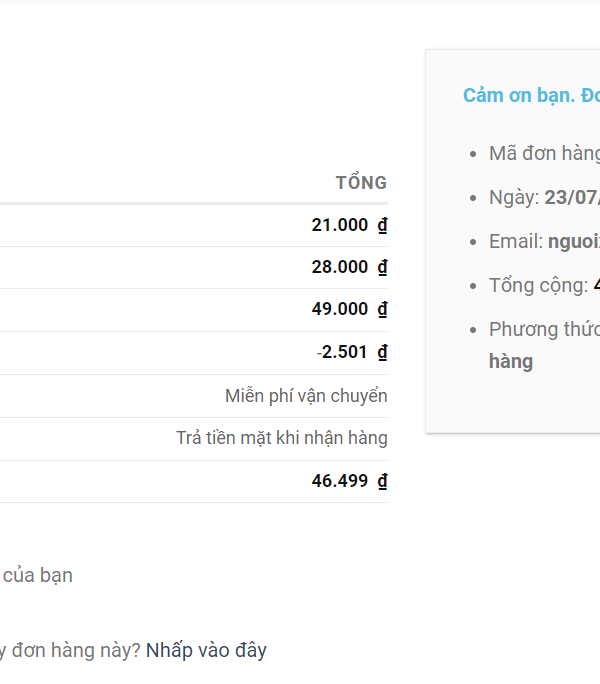 TỔNG
21.000 ₫
28.000 ₫
49.000 ₫
-2.501 ₫
Miễn phí vận chuyển
Trả tiền mặt khi nhận hàng
46.499 ₫
của bạn
đơn hàng này? Nhấp vào đây
Cảm ơn bạn.
Mã đơn hàng
Ngày: 23/07/
Email: nguoi
Tổng cộng: 4
Phương thức
hàng